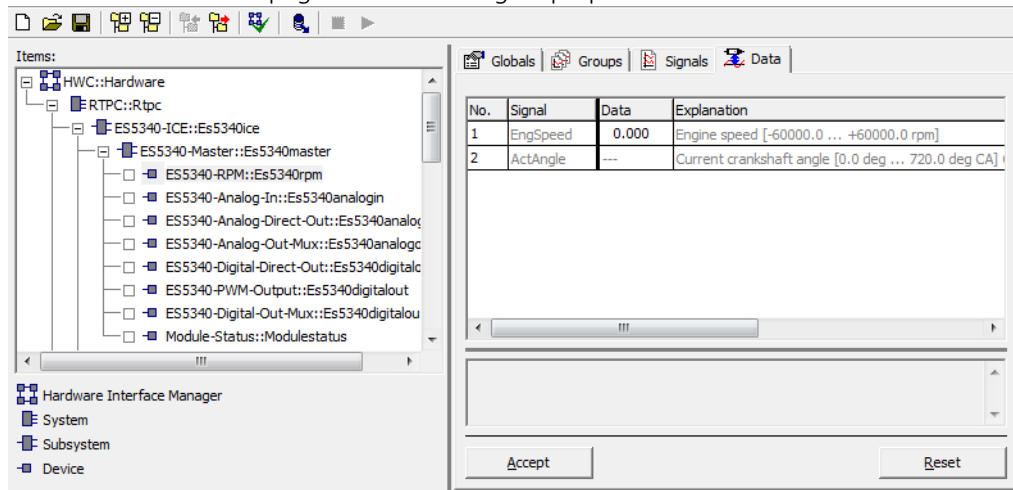 Items:
HWC::Hardware
RTPC::Rtpc
ES5340-ICE::Es5340ice
ES5340-Master::Es5340master
ES5340-RPM::Es5340rpm
ES5340-Analog-In::Es5340analogin
ES5340-Analog-Direct-Out::Es5340analog
ES5340-Analog-Out-Mux::Es5340analogo
ES5340-Digital-Direct-Out::Es5340digitalo
ES5340-PWM-Output::Es5340digitalout
ES5340-Digital-Out-Mux::Es5340digitalou
Module-Status::Modulestatus
Hardware Interface Manager
System
Subsystem
Device
Globals Groups Signals Data
No. Signal Data Explanation
1 EngSpeed 0.000 Engine speed [-60000.0 ... +60000.0 rpm]
2 ActAngle --- Current crankshaft angle [0.0 deg ... 720.0 deg CA]
Accept Reset